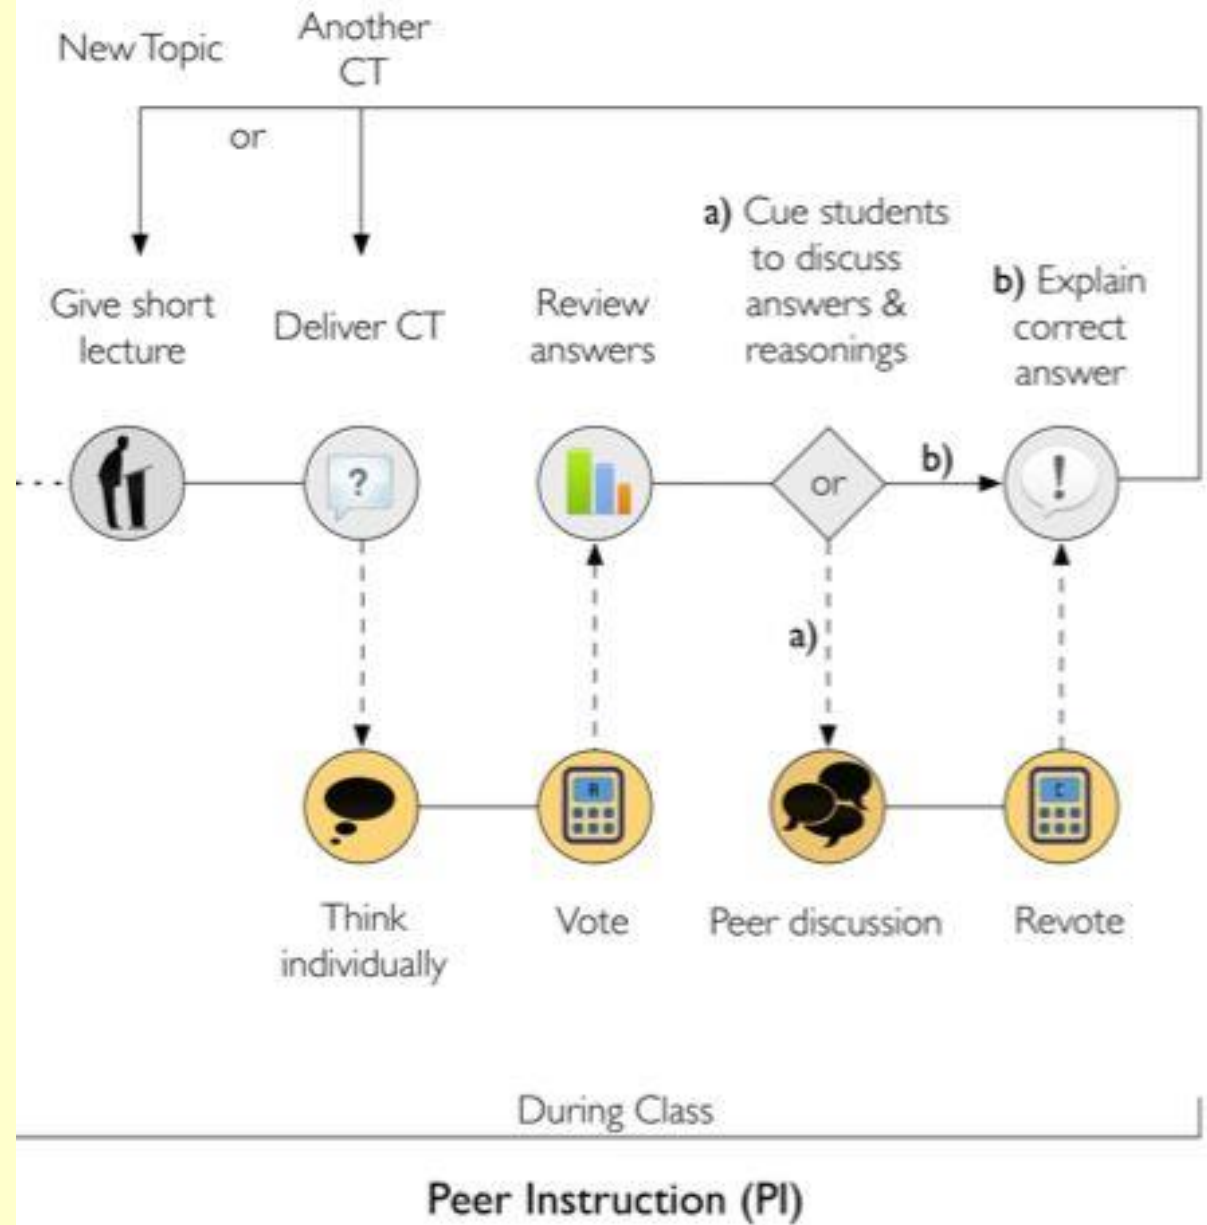 New Topic
Another
CT
or
a) Cue students
to discuss
answers &
reasonings
Give short
lecture
Deliver CT
Review
answers
b) Explain
correct
answer
?
or
b)
!
a)
A
C
Think
individually
Vote
Peer discussion
Revote
During Class
Peer Instruction (PI)